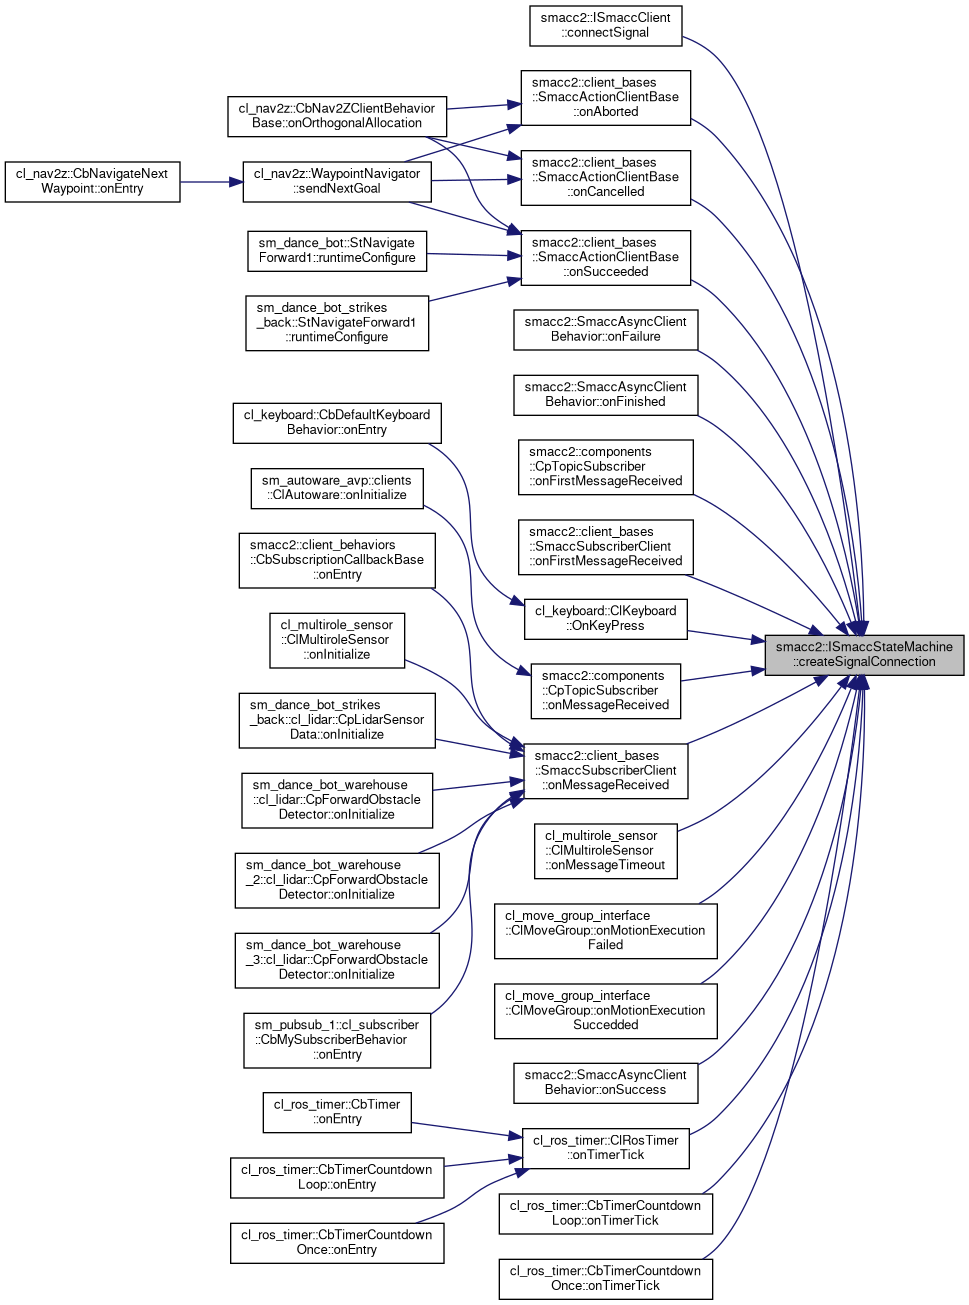 smacc2::ISmaccClient
::connectSignal
smacc2::client_bases
::SmaccActionClientBase
::onAborted
cl_nav2z::CbNav2ZClientBehavior
Base::onOrthogonalAllocation
smacc2::client_bases
::SmaccActionClientBase
::onCancelled
cl_nav2z::CbNavigateNext
Waypoint::onEntry
cl_nav2z::WaypointNavigator
::sendNextGoal
smacc2::client_bases
::SmaccActionClientBase
::onSucceeded
sm_dance_bot::StNavigate
Forward1::runtimeConfigure
sm_dance_bot_strikes
_back::StNavigateForward1
::runtimeConfigure
smacc2::SmaccAsyncClient
Behavior::onFailure
smacc2::SmaccAsyncClient
Behavior::onFinished
cl_keyboard::CbDefaultKeyboard
Behavior::onEntry
smacc2::components
::CpTopicSubscriber
::onFirstMessageReceived
sm_autoware_avp::clients
::ClAutoware::onInitialize
smacc2::client_bases
::SmaccSubscriberClient
::onFirstMessageReceived
smacc2::client_behaviors
::CbSubscriptionCallbackBase
::onEntry
cl_keyboard::ClKeyboard
::OnKeyPress
cl_multirole_sensor
::ClMultiroleSensor
::onInitialize
smacc2::ISmaccStateMachine
::createSignalConnection
smacc2::components
::CpTopicSubscriber
::onMessageReceived
sm_dance_bot_strikes
_back::cl_lidar::CpLidarSensor
Data::onInitialize
smacc2::client_bases
::SmaccSubscriberClient
::onMessageReceived
sm_dance_bot_warehouse
::cl_lidar::CpForwardObstacle
Detector::onInitialize
cl_multirole_sensor
::ClMultiroleSensor
::onMessageTimeout
sm_dance_bot_warehouse
_2::cl_lidar::CpForwardObstacle
Detector::onInitialize
cl_move_group_interface
::ClMoveGroup::onMotionExecution
Failed
sm_dance_bot_warehouse
_3::cl_lidar::CpForwardObstacle
Detector::onInitialize
cl_move_group_interface
::ClMoveGroup::onMotionExecution
Succedded
sm_pubsub_1::cl_subscriber
::CbMySubscriberBehavior
::onEntry
smacc2::SmaccAsyncClient
Behavior::onSuccess
cl_ros_timer::CbTimer
::onEntry
cl_ros_timer::ClRosTimer
::onTimerTick
cl_ros_timer::CbTimerCountdown
Loop::onEntry
cl_ros_timer::CbTimerCountdown
Loop::onTimerTick
cl_ros_timer::CbTimerCountdown
Once::onEntry
cl_ros_timer::CbTimerCountdown
Once::onTimerTick